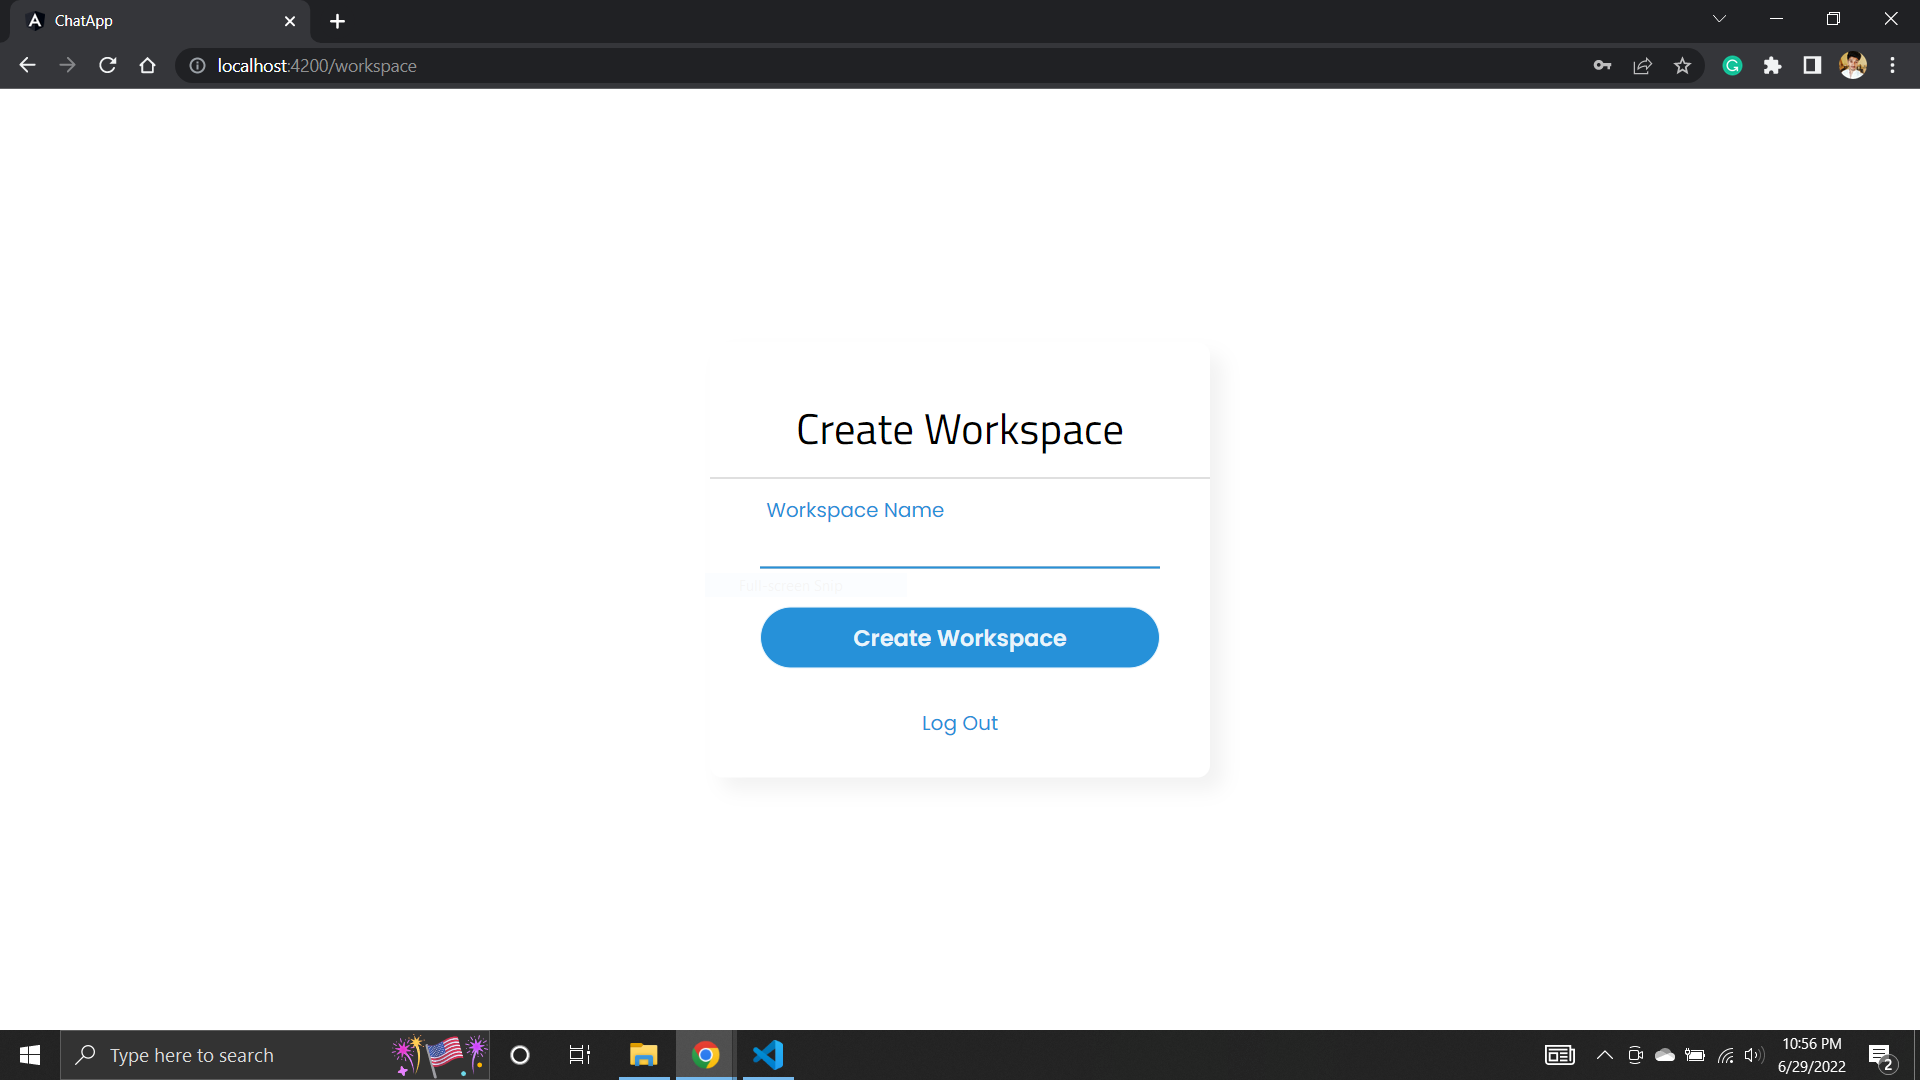 ChatApp
localhost:4200/workspace
Create Workspace
Workspace Name
Full-screen Snip
Create Workspace
Log Out
Type here to search
10:56 PM
6/29/2022
2